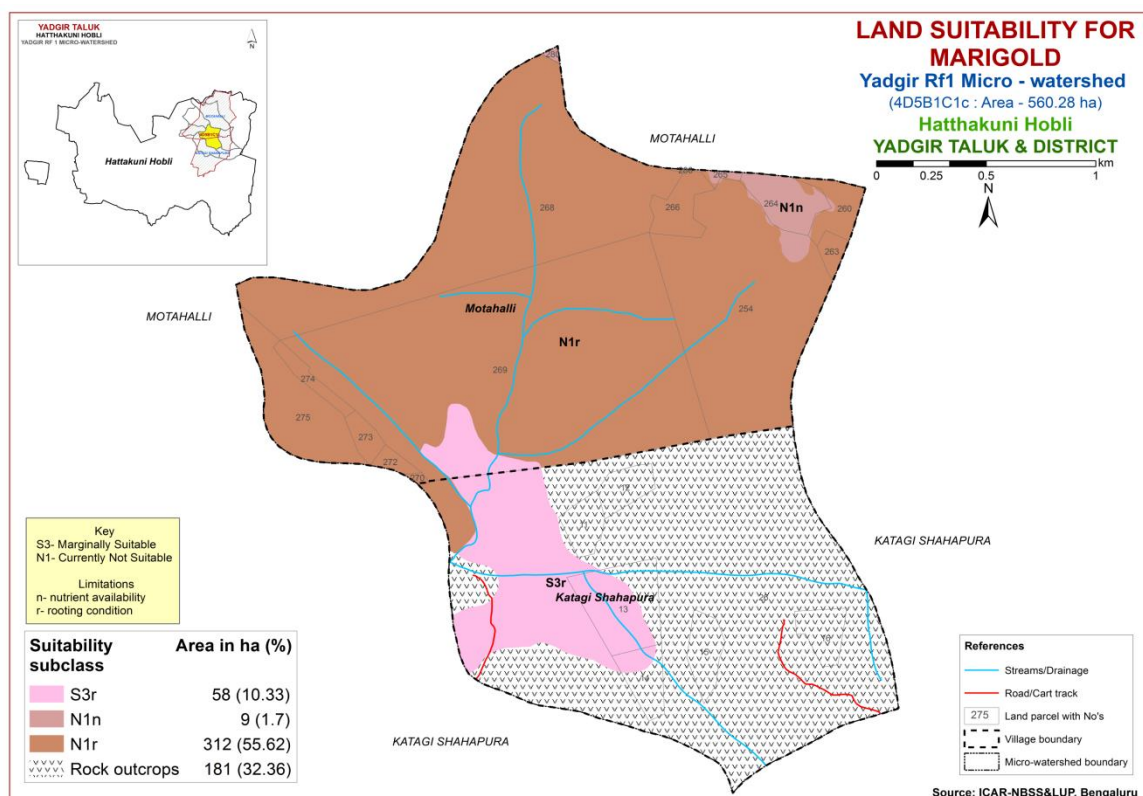 YADGIR TALUK
HATTHAKUNI HOBLI
YADGIR RF 1 MICRO-WATERSHED
N
Hattakuni Hobli
LAND SUITABILITY FOR
MARIGOLD
Yadgir Rf1 Micro - watershed
(4D5B1C1c : Area - 560.28 ha)
Hatthakuni Hobli
YADGIR TALUK & DISTRICT
km
0 0.25 0.5 1
N
MOTAHALLI
268
266
265
264
N1n
260
263
254
MOTAHALLI
Motahalli
N1r
269
274
275
273
272
270
12
11
KATAGI SHAHAPURA
S3r
Katagi Shahapura
13
15
14
KATAGI SHAHAPURA
Key
S3- Marginally Suitable
N1- Currently Not Suitable
Limitations
n- nutrient availability
r- rooting condition
Suitability subclass Area in ha (%)
S3r 58 (10.33)
N1n 9 (1.7)
N1r 312 (55.62)
Rock outcrops 181 (32.36)
References
Streams/Drainage
Road/Cart track
275 Land parcel with No's
Village boundary
Micro-watershed boundary
Source: ICAR-NBSS&LUP, Bengaluru